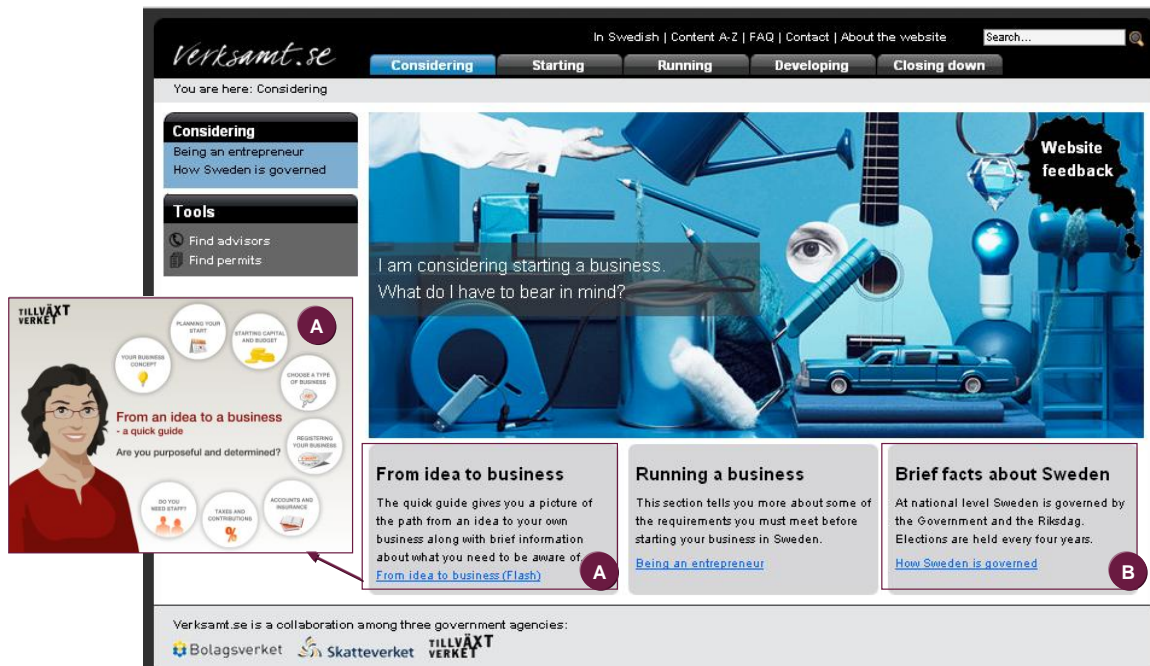 Verksamt.se
In Swedish | Content A-Z | FAQ | Contact | About the website
Search...
Considering
Starting
Running
Developing
Closing down
You are here: Considering
Considering
Being an entrepreneur
How Sweden is governed
Tools
Find advisors
Find permits
Website
feedback
I am considering starting a business.
What do I have to bear in mind?
TILLVÄXT
VERKET
A
PLANNING YOUR
START
STARTING CAPITAL
AND BUDGET
YOUR BUSINESS
CONCEPT
CHOOSE A TYPE
OF BUSINESS
From an idea to a business
- a quick guide
Are you purposeful and determined?
REGISTERING
YOUR BUSINESS
DO YOU
NEED STAFF?
TAXES AND
CONTRIBUTIONS
%
ACCOUNTS AND
INSURANCE
From idea to business
The quick guide gives you a picture of
the path from an idea to your own
business along with brief information
about what you need to be aware of
From idea to business (Flash)
A
Running a business
This section tells you more about some of
the requirements you must meet before
starting your business in Sweden.
Being an entrepreneur
Brief facts about Sweden
At national level Sweden is governed by
the Government and the Riksdag.
Elections are held every four years.
How Sweden is governed
B
Verksamt.se is a collaboration among three government agencies:
Bolagsverket
Skatteverket
TILLVÄXT
VERKET